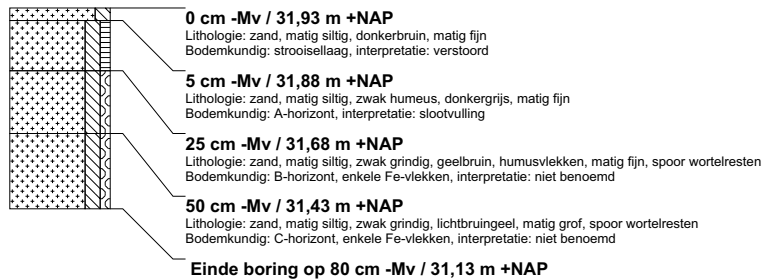 0 cm -Mv / 31,93 m +NAP
Lithologie: zand, matig siltig, donkerbruin, matig fijn
Bodemkundig: strooisellaag, interpretatie: verstoord
5 cm -Mv / 31,88 m +NAP
Lithologie: zand, matig siltig, zwak humeus, donkergrijs, matig fijn
Bodemkundig: A-horizont, interpretatie: slootvulling
25 cm -Mv / 31,68 m +NAP
Lithologie: zand, matig siltig, zwak grindig, geelbruin, humusvlekken, matig fijn, spoor wortelresten
Bodemkundig: B-horizont, enkele Fe-vlekken, interpretatie: niet benoemd
50 cm -Mv / 31,43 m +NAP
Lithologie: zand, matig siltig, zwak grindig, lichtbruingeel, matig grof, spoor wortelresten
Bodemkundig: C-horizont, enkele Fe-vlekken, interpretatie: niet benoemd
Einde boring op 80 cm -Mv / 31,13 m +NAP